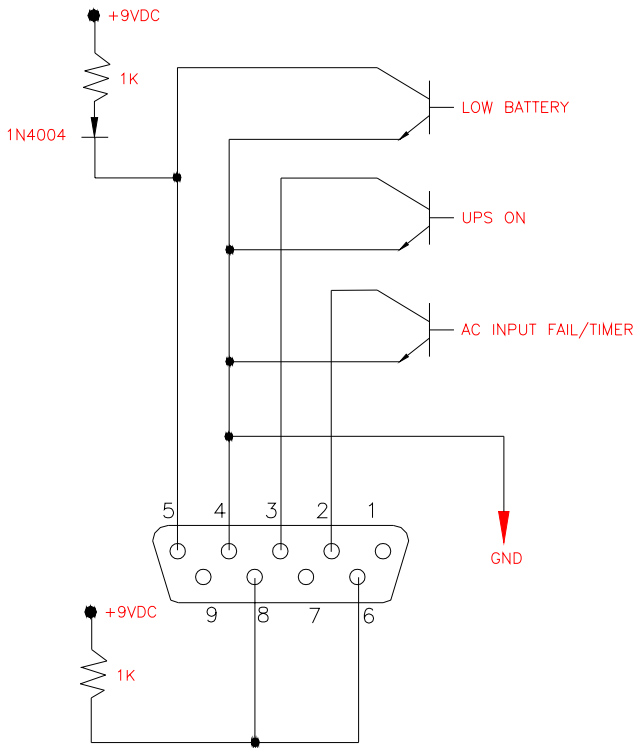 +9VDC
1K
1N4004
LOW BATTERY
UPS ON
AC INPUT FAIL/TIMER
5 4 3 2 1
GND
9 8 7 6
+9VDC
1K